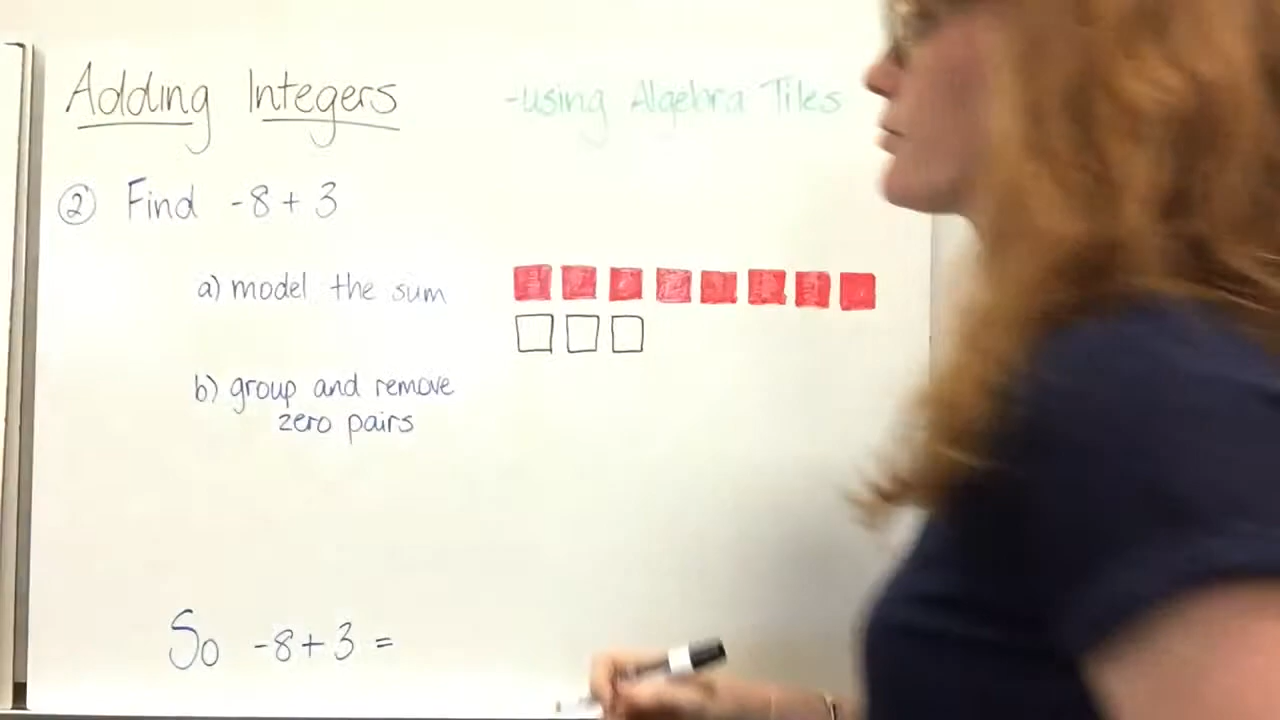 Adding Integers -using Algebra Tiles
② Find -8 + 3
a) model the sum
b) group and remove
zero pairs
So -8 + 3 =